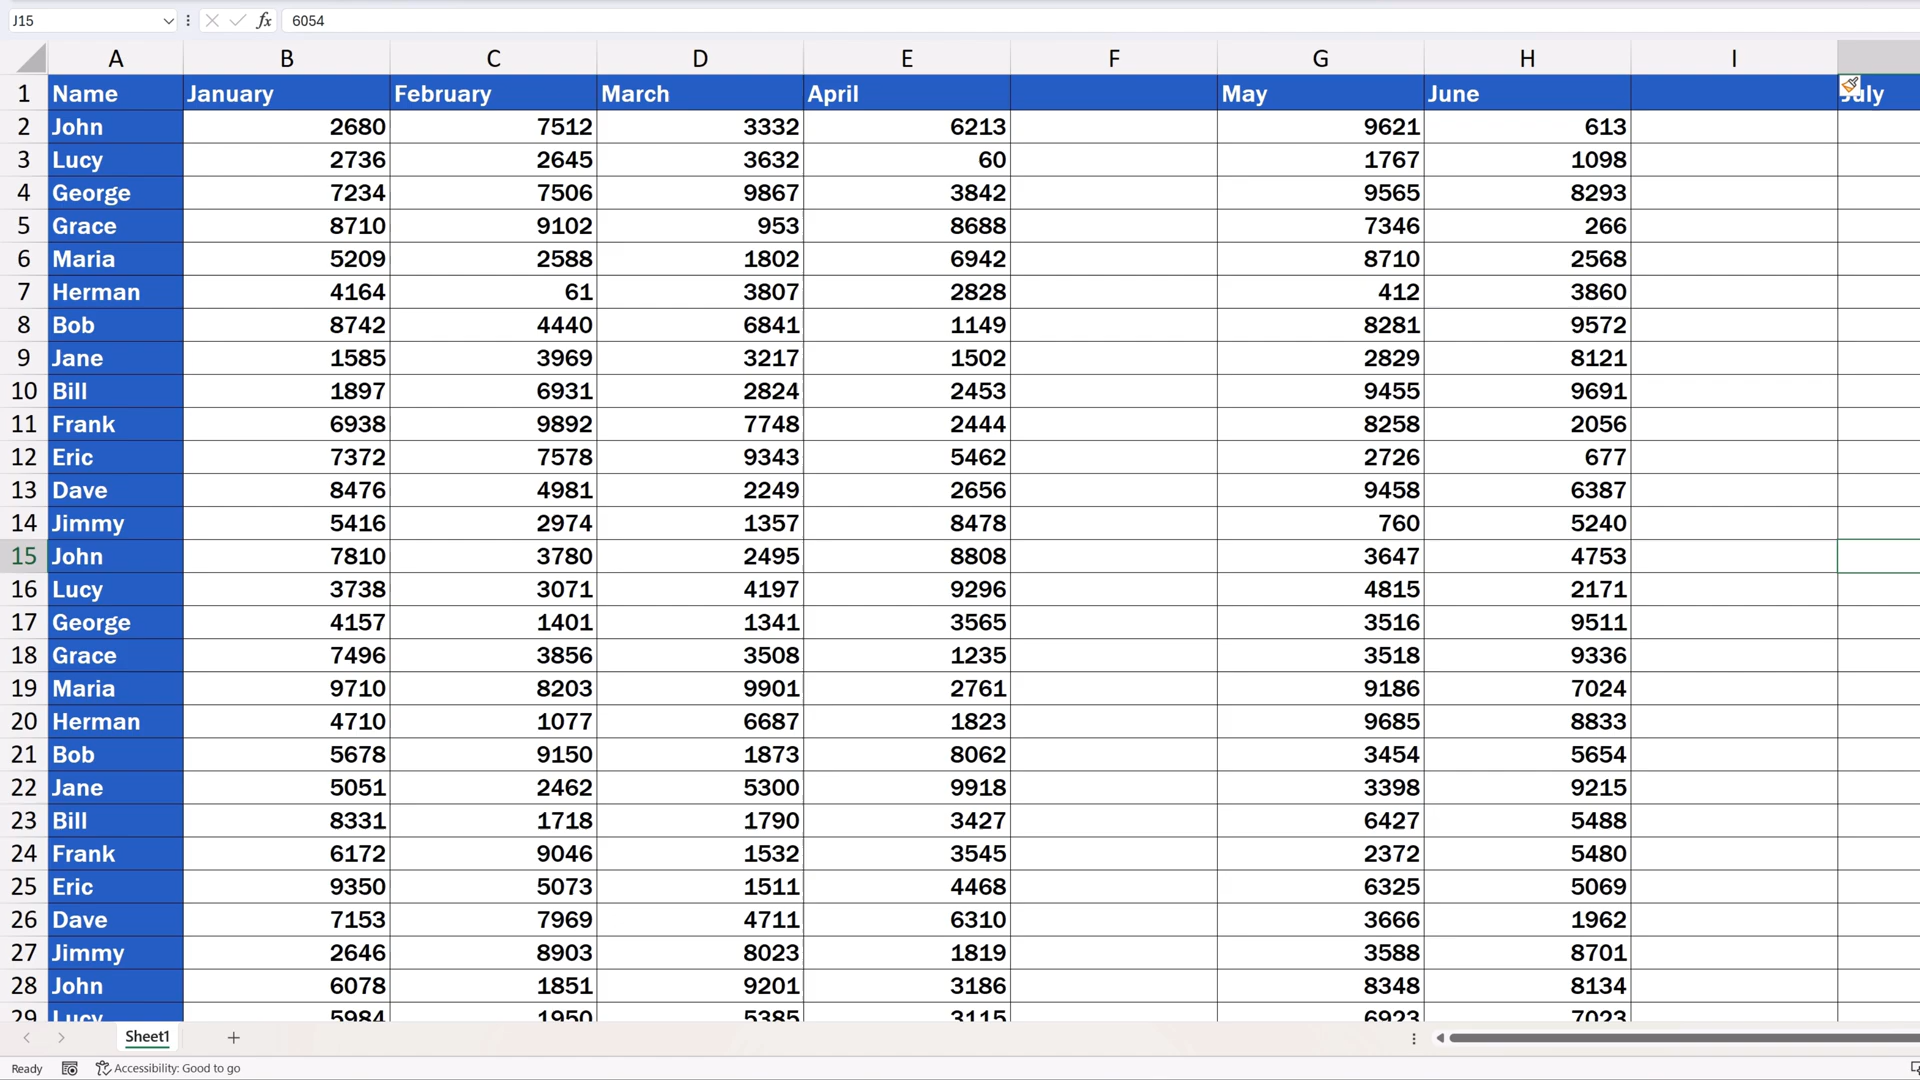 J15 fx 6054
A B C D E F G H I
1 Name January February March April May June July
2 John 2680 7512 3332 6213 9621 613
3 Lucy 2736 2645 3632 60 1767 1098
4 George 7234 7506 9867 3842 9565 8293
5 Grace 8710 9102 953 8688 7346 266
6 Maria 5209 2588 1802 6942 8710 2568
7 Herman 4164 61 3807 2828 412 3860
8 Bob 8742 4440 6841 1149 8281 9572
9 Jane 1585 3969 3217 1502 2829 8121
10 Bill 1897 6931 2824 2453 9455 9691
11 Frank 6938 9892 7748 2444 8258 2056
12 Eric 7372 7578 9343 5462 2726 677
13 Dave 8476 4981 2249 2656 9458 6387
14 Jimmy 5416 2974 1357 8478 760 5240
15 John 7810 3780 2495 8808 3647 4753
16 Lucy 3738 3071 4197 9296 4815 2171
17 George 4157 1401 1341 3565 3516 9511
18 Grace 7496 3856 3508 1235 3518 9336
19 Maria 9710 8203 9901 2761 9186 7024
20 Herman 4710 1077 6687 1823 9685 8833
21 Bob 5678 9150 1873 8062 3454 5654
22 Jane 5051 2462 5300 9918 3398 9215
23 Bill 8331 1718 1790 3427 6427 5488
24 Frank 6172 9046 1532 3545 2372 5480
25 Eric 9350 5073 1511 4468 6325 5069
26 Dave 7153 7969 4711 6310 3666 1962
27 Jimmy 2646 8903 8023 1819 3588 8701
28 John 6078 1851 9201 3186 8348 8134
29 Lucy 5984 1950 5385 3115 6923 7023
Sheet1
Ready Accessibility: Good to go